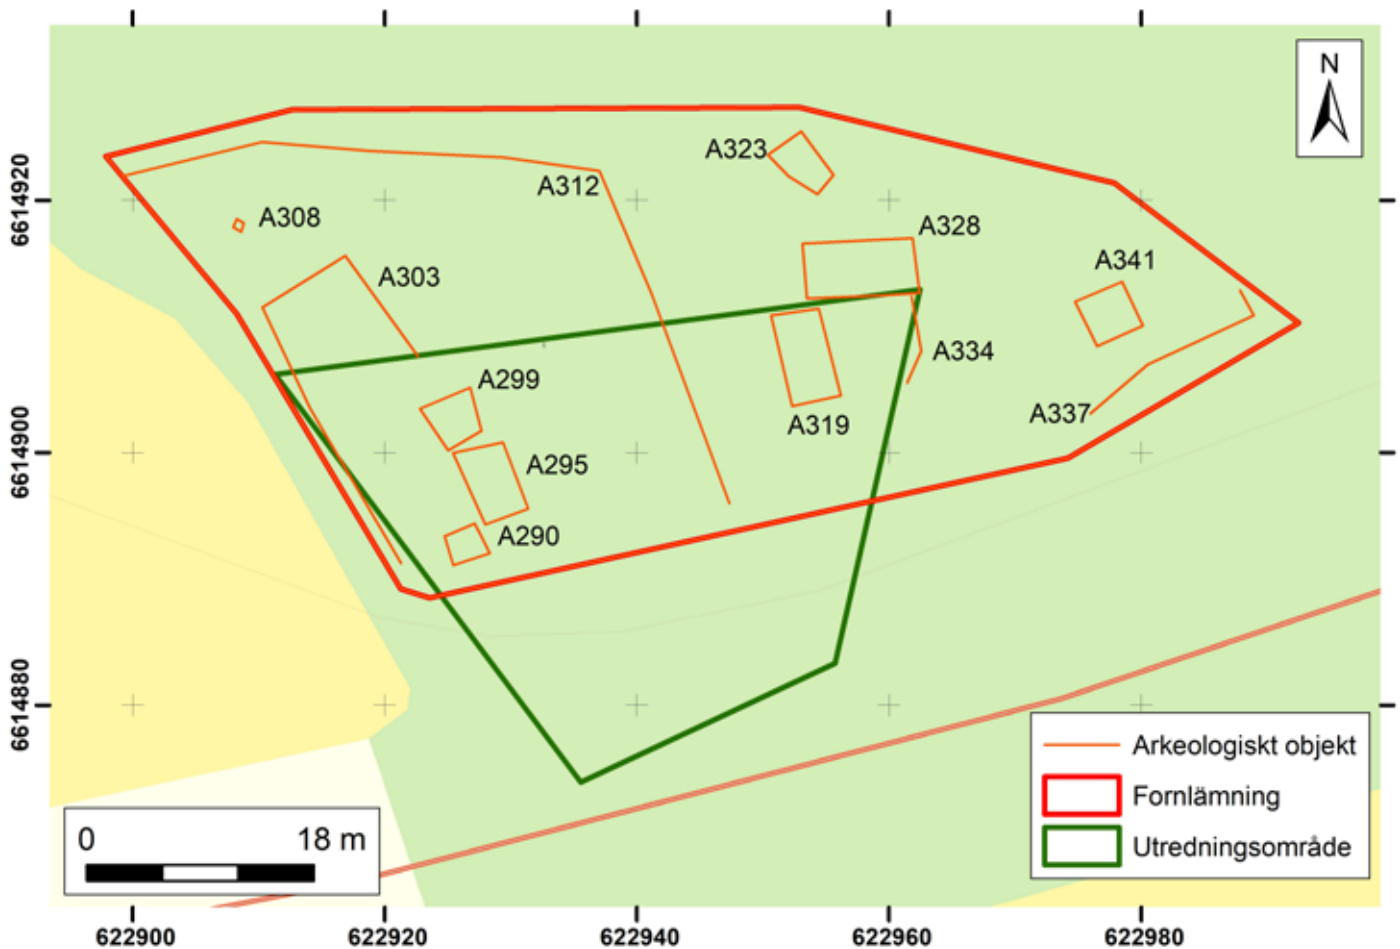 N
A323
A312
A308
A328
A303
A341
A334
A299
A337
A319
A295
A290
6614920
6614900
6614880
Arkeologiskt objekt
Fornlämning
Utredningsområde
0 18 m
622900 622920 622940 622960 622980